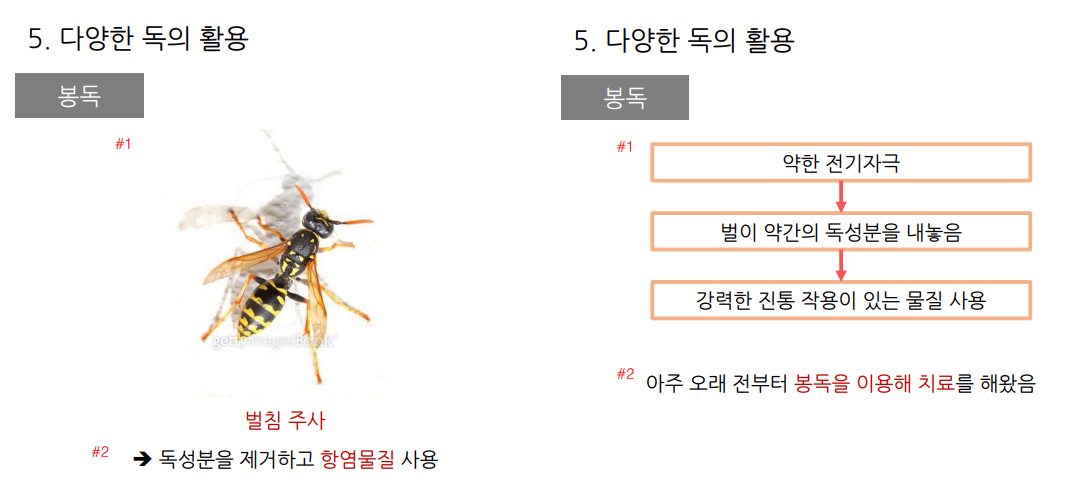 5. 다양한 독의 활용
봉독
#1
gettyimagesBank
벌침 주사
#2 ➔ 독성분을 제거하고 항염물질 사용
5. 다양한 독의 활용
봉독
#1
약한 전기자극
벌이 약간의 독성분을 내놓음
강력한 진통 작용이 있는 물질 사용
#2 아주 오래 전부터 봉독을 이용해 치료를 해왔음